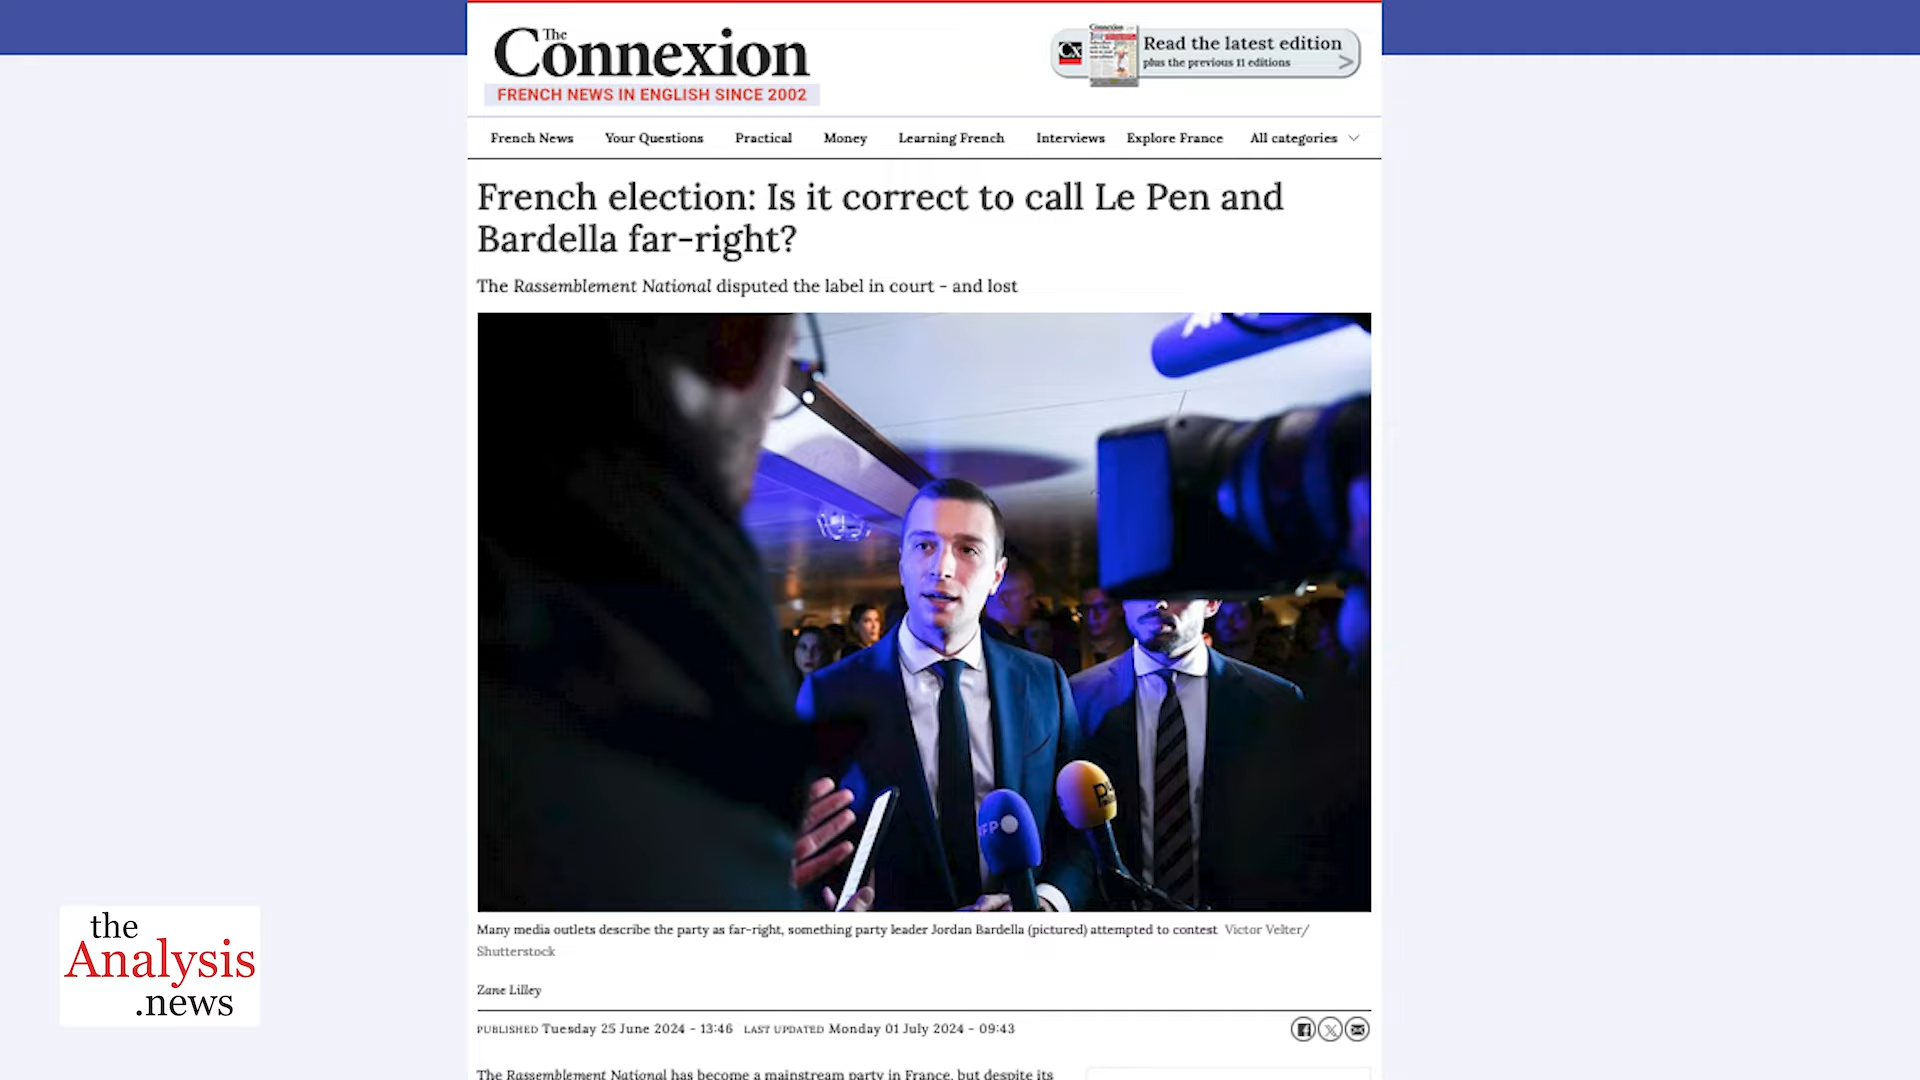 The
Connexion
FRENCH NEWS IN ENGLISH SINCE 2002
Cx
Connexion
Read the latest edition
plus the previous 11 editions
French News Your Questions Practical Money Learning French Interviews Explore France All categories
French election: Is it correct to call Le Pen and
Bardella far-right?
The Rassemblement National disputed the label in court - and lost
FP
Many media outlets describe the party as far-right, something party leader Jordan Bardella (pictured) attempted to contest Victor Velter/
Shutterstock
Zane Lilley
PUBLISHED Tuesday 25 June 2024 - 13:46 LAST UPDATED Monday 01 July 2024 - 09:43
The Rassemblement National has become a mainstream party in France, but despite its
the
Analysis
.news